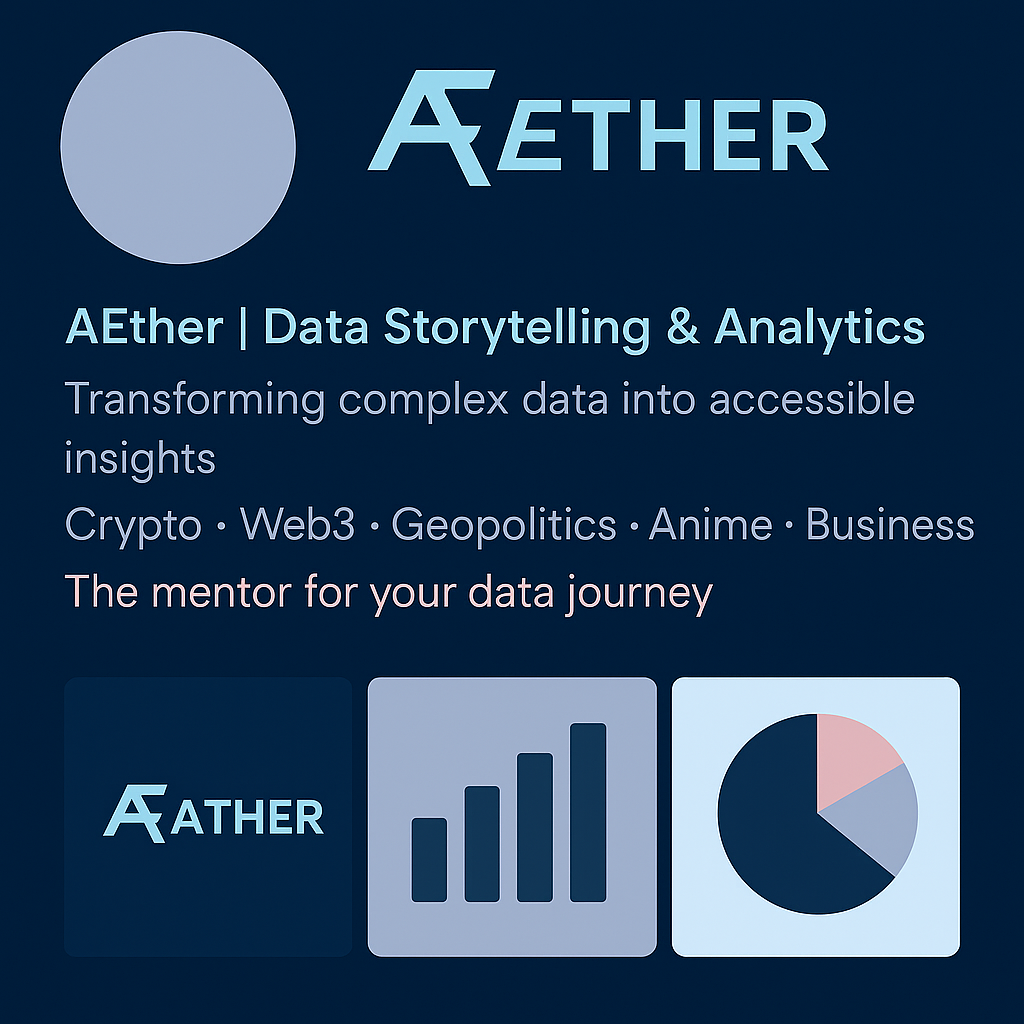 ÆETHER
AEther | Data Storytelling & Analytics
Transforming complex data into accessible
insights
Crypto · Web3 · Geopolitics · Anime · Business
The mentor for your data journey
ÆATHER